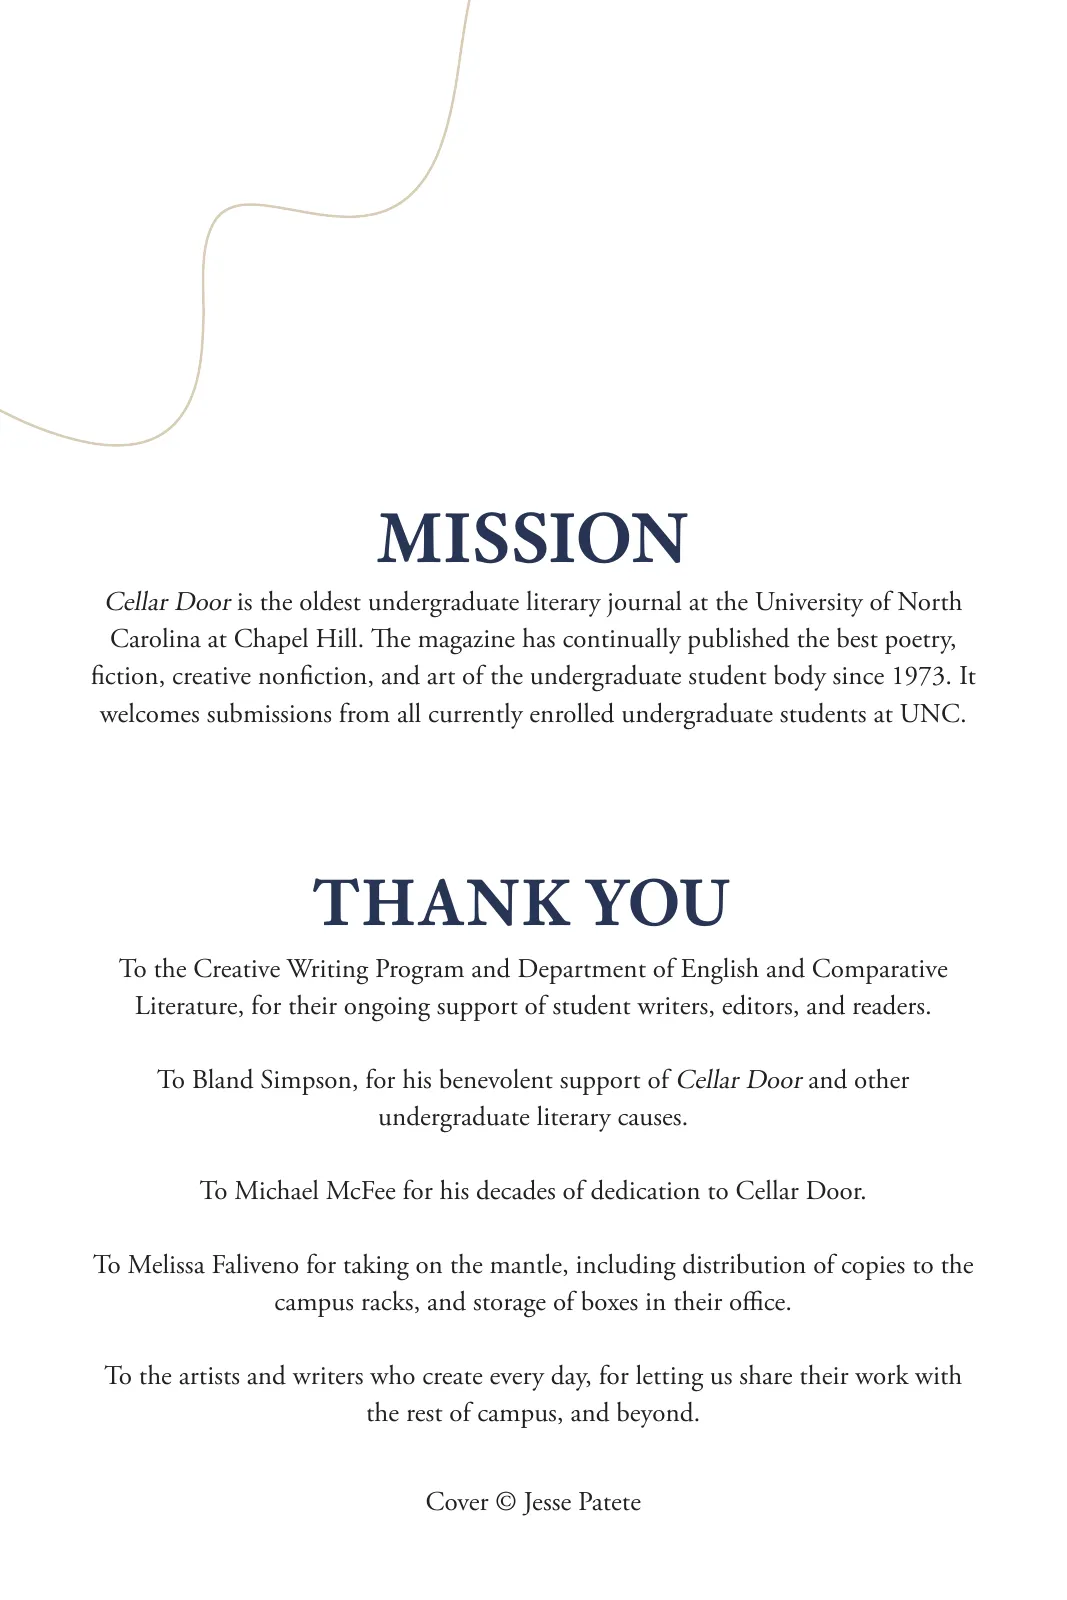 MISSION
Cellar Door is the oldest undergraduate literary journal at the University of North
Carolina at Chapel Hill. The magazine has continually published the best poetry,
fiction, creative nonfiction, and art of the undergraduate student body since 1973. It
welcomes submissions from all currently enrolled undergraduate students at UNC.
THANK YOU
To the Creative Writing Program and Department of English and Comparative
Literature, for their ongoing support of student writers, editors, and readers.
To Bland Simpson, for his benevolent support of Cellar Door and other
undergraduate literary causes.
To Michael McFee for his decades of dedication to Cellar Door.
To Melissa Faliveno for taking on the mantle, including distribution of copies to the
campus racks, and storage of boxes in their office.
To the artists and writers who create every day, for letting us share their work with
the rest of campus, and beyond.
Cover © Jesse Patete